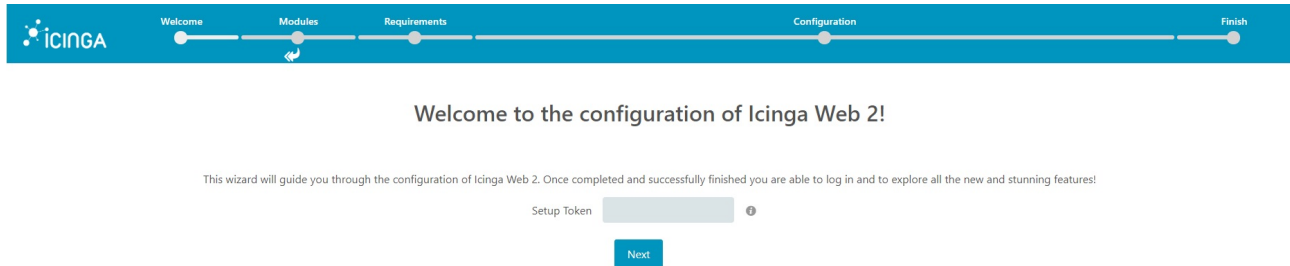 icinga
Welcome Modules Requirements Configuration Finish
Welcome to the configuration of Icinga Web 2!
This wizard will guide you through the configuration of Icinga Web 2. Once completed and successfully finished you are able to log in and to explore all the new and stunning features!
Setup Token
Next